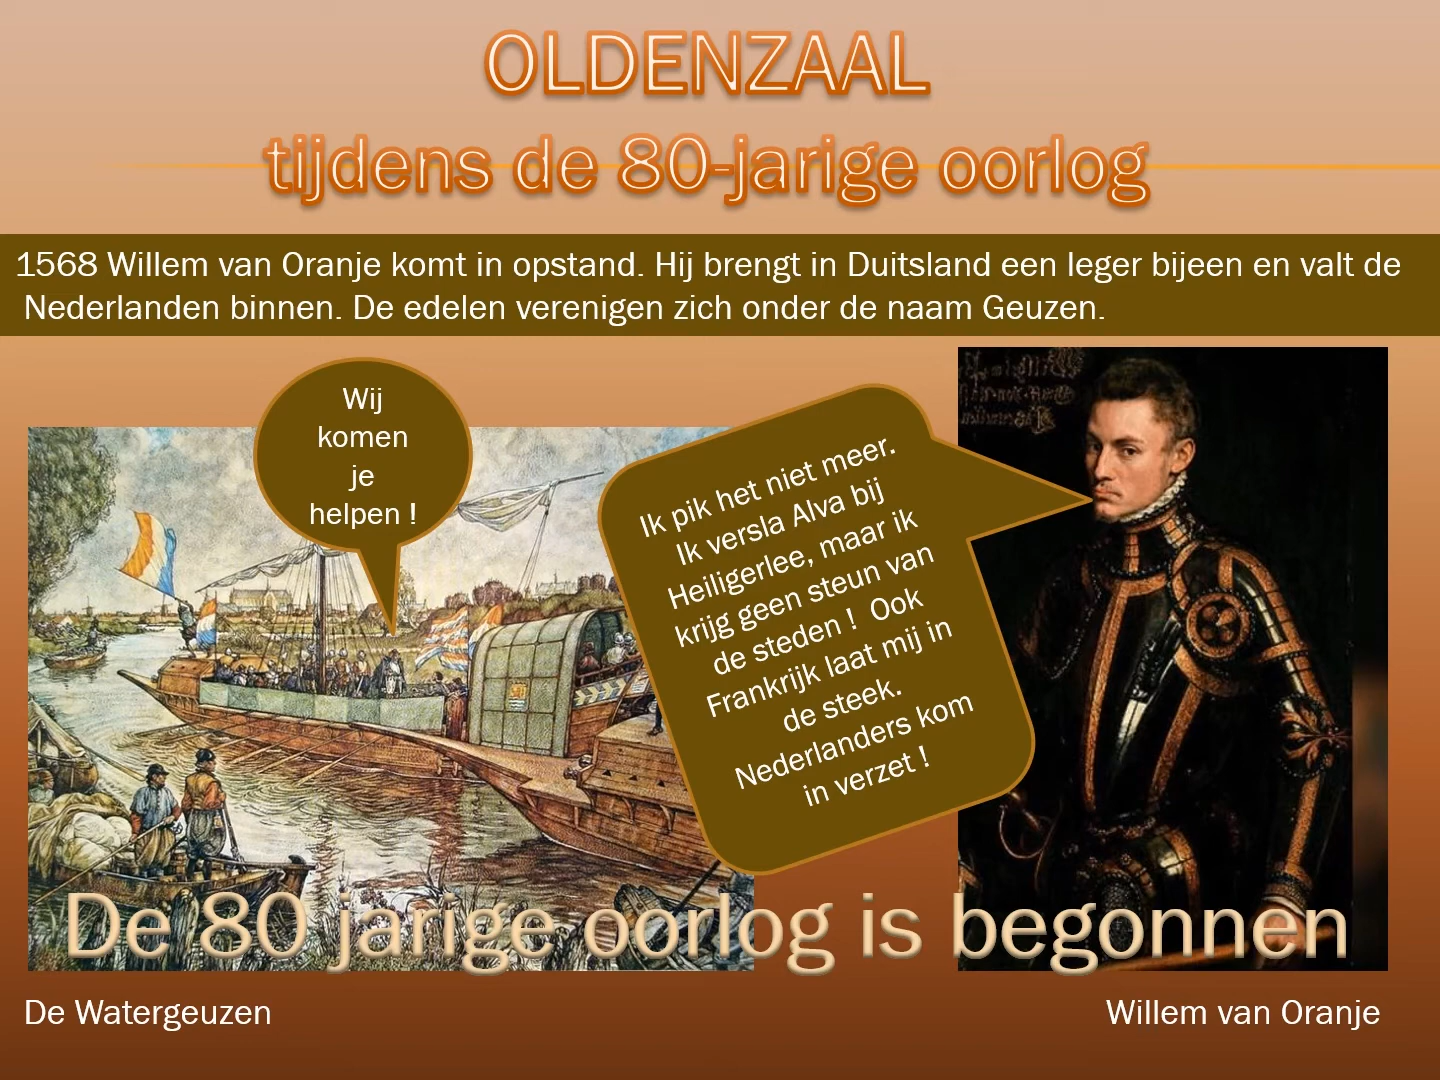 OLDENZAAL
tijdens de 80-jarige oorlog
1568 Willem van Oranje komt in opstand. Hij brengt in Duitsland een leger bijeen en valt de
Nederlanden binnen. De edelen verenigen zich onder de naam Geuzen.
Wij
komen
je
helpen !
Ik pik het niet meer.
Ik versla Alva bij
Heiligerlee, maar ik
krijg geen steun van
de steden ! Ook
Frankrijk laat mij in
de steek.
Nederlanders kom
in verzet !
De 80 jarige oorlog is begonnen
De Watergeuzen
Willem van Oranje